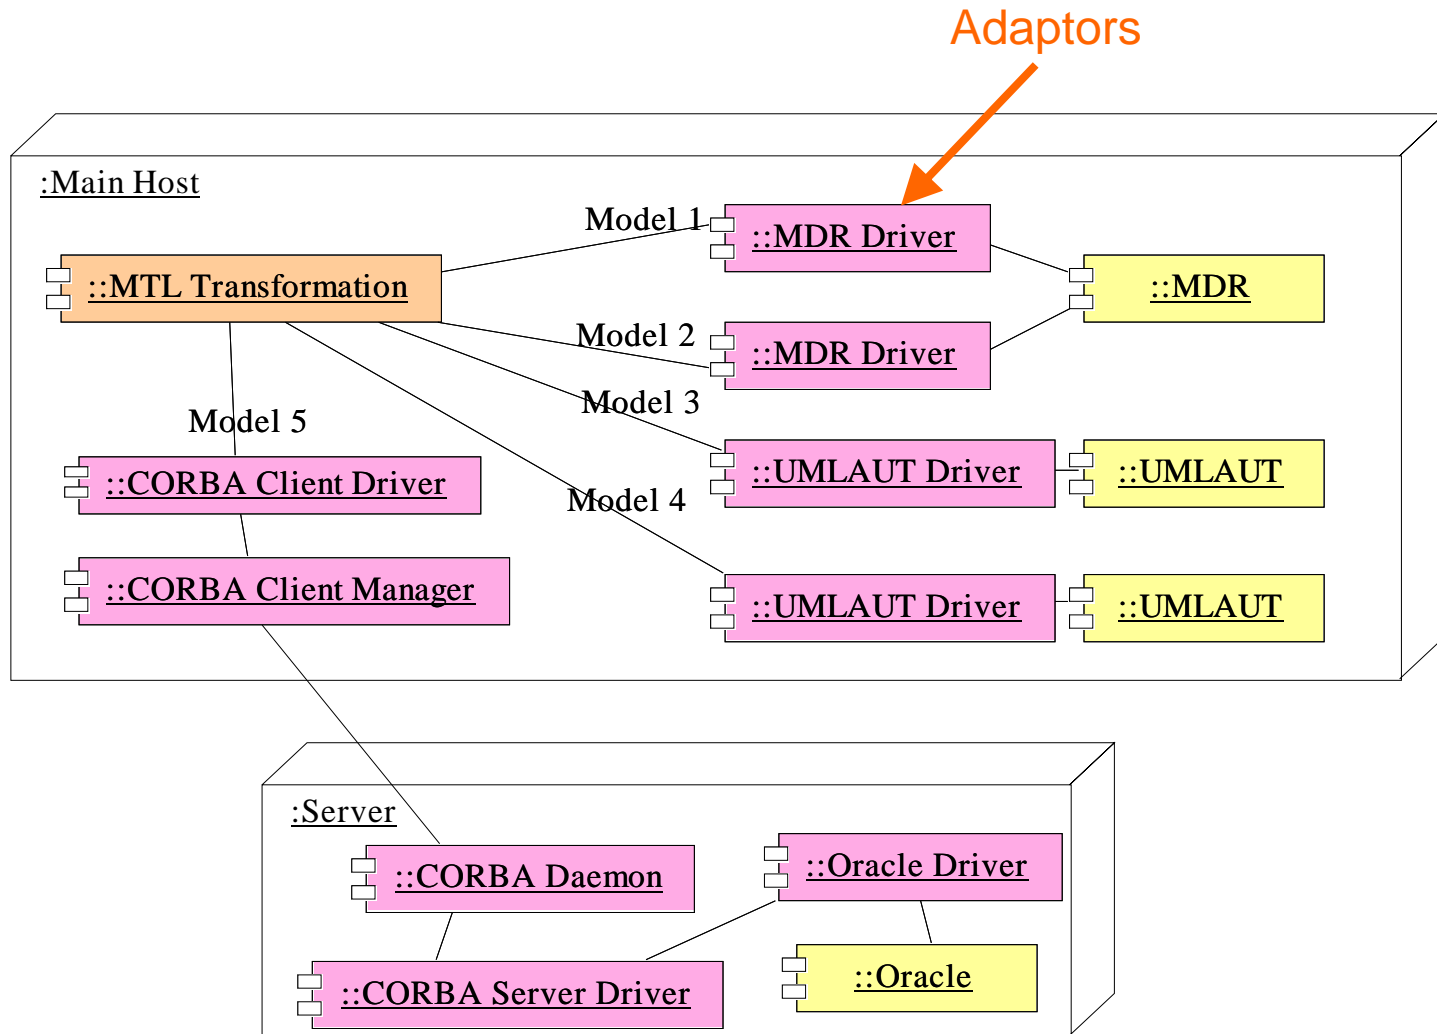 Adaptors
:Main Host
Model 1
::MDR Driver
::MTL Transformation
::MDR
Model 2
::MDR Driver
Model 3
Model 5
::UMLAUT Driver
::UMLAUT
::CORBA Client Driver
Model 4
::CORBA Client Manager
::UMLAUT Driver
::UMLAUT
:Server
::CORBA Daemon
::Oracle Driver
::CORBA Server Driver
::Oracle